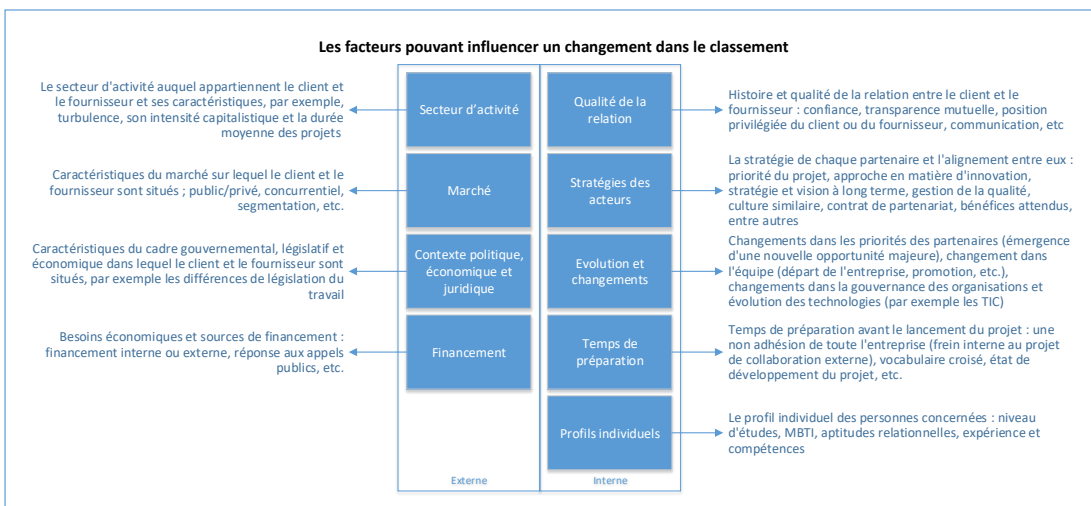 Les facteurs pouvant influencer un changement dans le classement
Le secteur d'activité auquel appartiennent le client et
le fournisseur et ses caractéristiques, par exemple,
turbulence, son intensité capitalistique et la durée
moyenne des projets
Secteur d'activité
Qualité de la
relation
Histoire et qualité de la relation entre le client et le
fournisseur : confiance, transparence mutuelle, position
privilégiée du client ou du fournisseur, communication, etc
Caractéristiques du marché sur lequel le client et le
fournisseur sont situés ; public/privé, concurrentiel,
segmentation, etc.
Marché
Stratégies des
acteurs
La stratégie de chaque partenaire et l'alignement entre eux :
priorité du projet, approche en matière d'innovation,
stratégie et vision à long terme, gestion de la qualité,
culture similaire, contrat de partenariat, bénéfices attendus,
entre autres
Caractéristiques du cadre gouvernemental, législatif et
économique dans lequel le client et le fournisseur sont
situés, par exemple les différences de législation du
travail
Contexte politique,
économique et
juridique
Evolution et
changements
Changements dans les priorités des partenaires (émergence
d'une nouvelle opportunité majeure), changement dans
l'équipe (départ de l'entreprise, promotion, etc.),
changements dans la gouvernance des organisations et
évolution des technologies (par exemple les TIC)
Besoins économiques et sources de financement :
financement interne ou externe, réponse aux appels
publics, etc.
Financement
Temps de
préparation
Temps de préparation avant le lancement du projet : une
non adhésion de toute l'entreprise (frein interne au projet
de collaboration externe), vocabulaire croisé, état de
développement du projet, etc.
Profils individuels
Le profil individuel des personnes concernées : niveau
d'études, MBTI, aptitudes relationnelles, expérience et
compétences
Externe
Interne